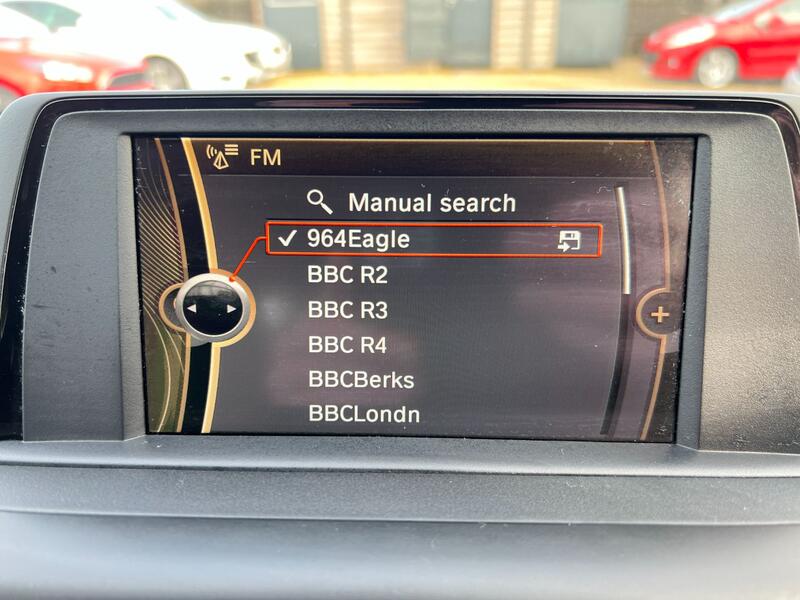 FM
Manual search
964Eagle
BBC R2
BBC R3
BBC R4
BBCBerks
BBCLondn